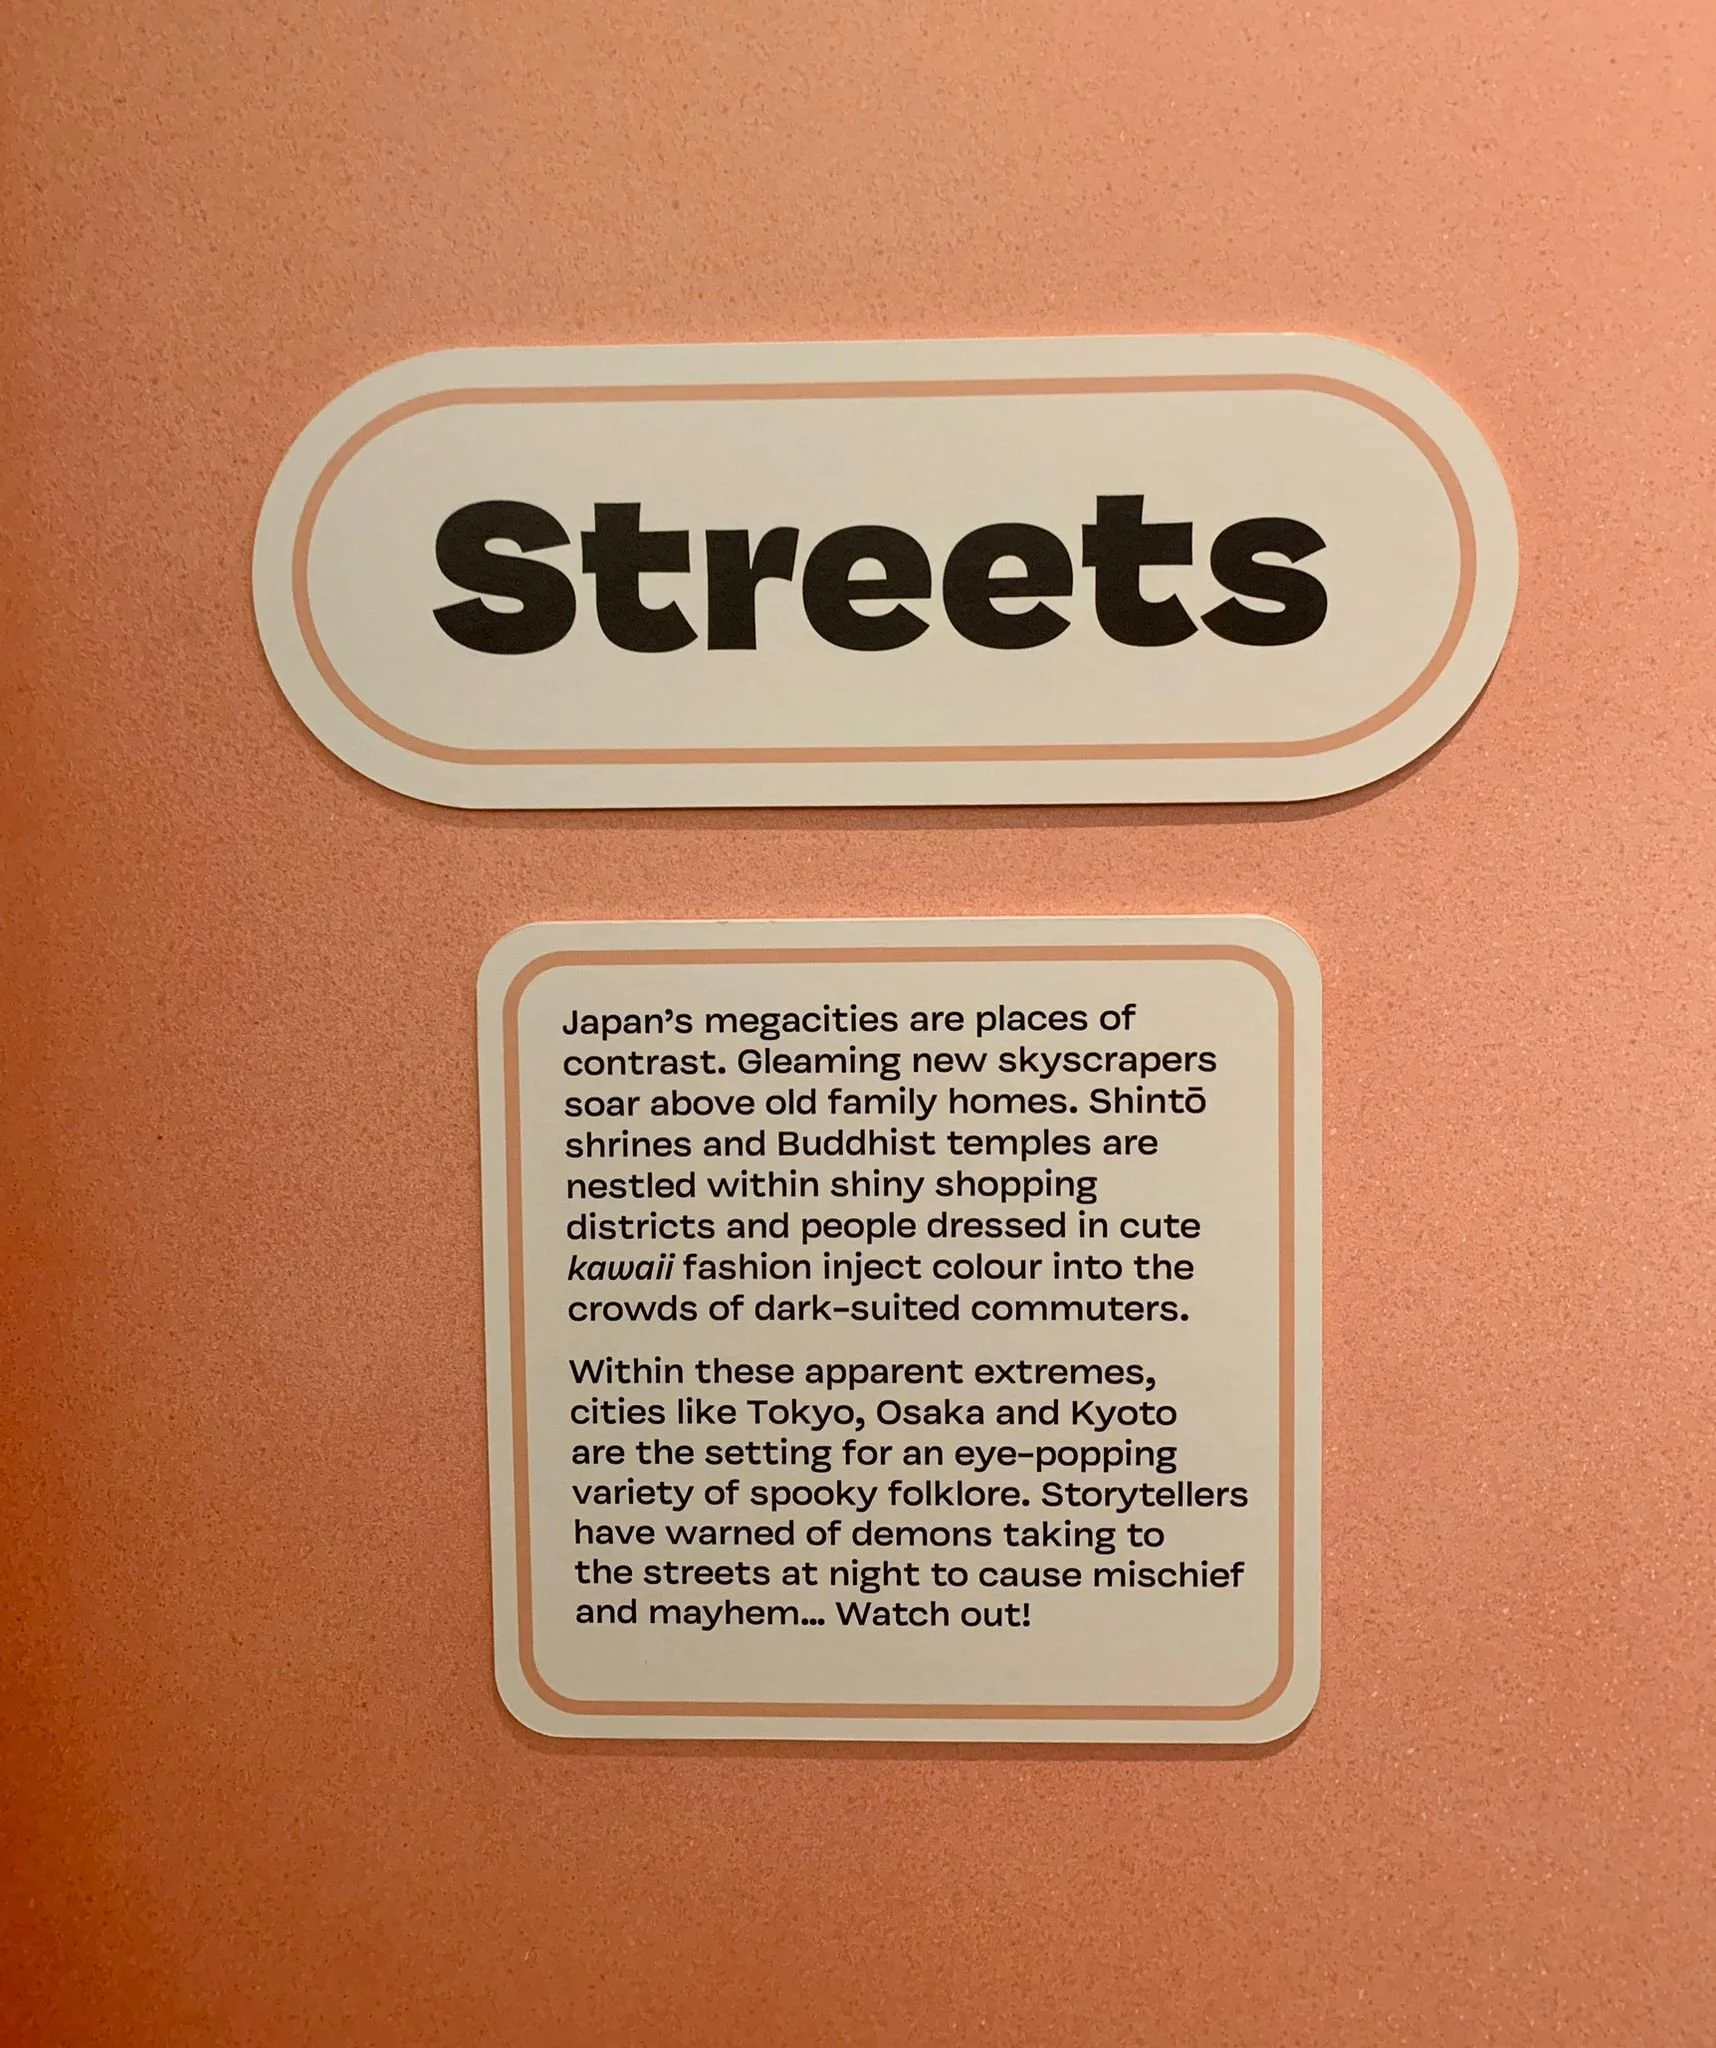 Streets
Japan’s megacities are places of
contrast. Gleaming new skyscrapers
soar above old family homes. Shintō
shrines and Buddhist temples are
nestled within shiny shopping
districts and people dressed in cute
kawaii fashion inject colour into the
crowds of dark-suited commuters.
Within these apparent extremes,
cities like Tokyo, Osaka and Kyoto
are the setting for an eye-popping
variety of spooky folklore. Storytellers
have warned of demons taking to
the streets at night to cause mischief
and mayhem... Watch out!